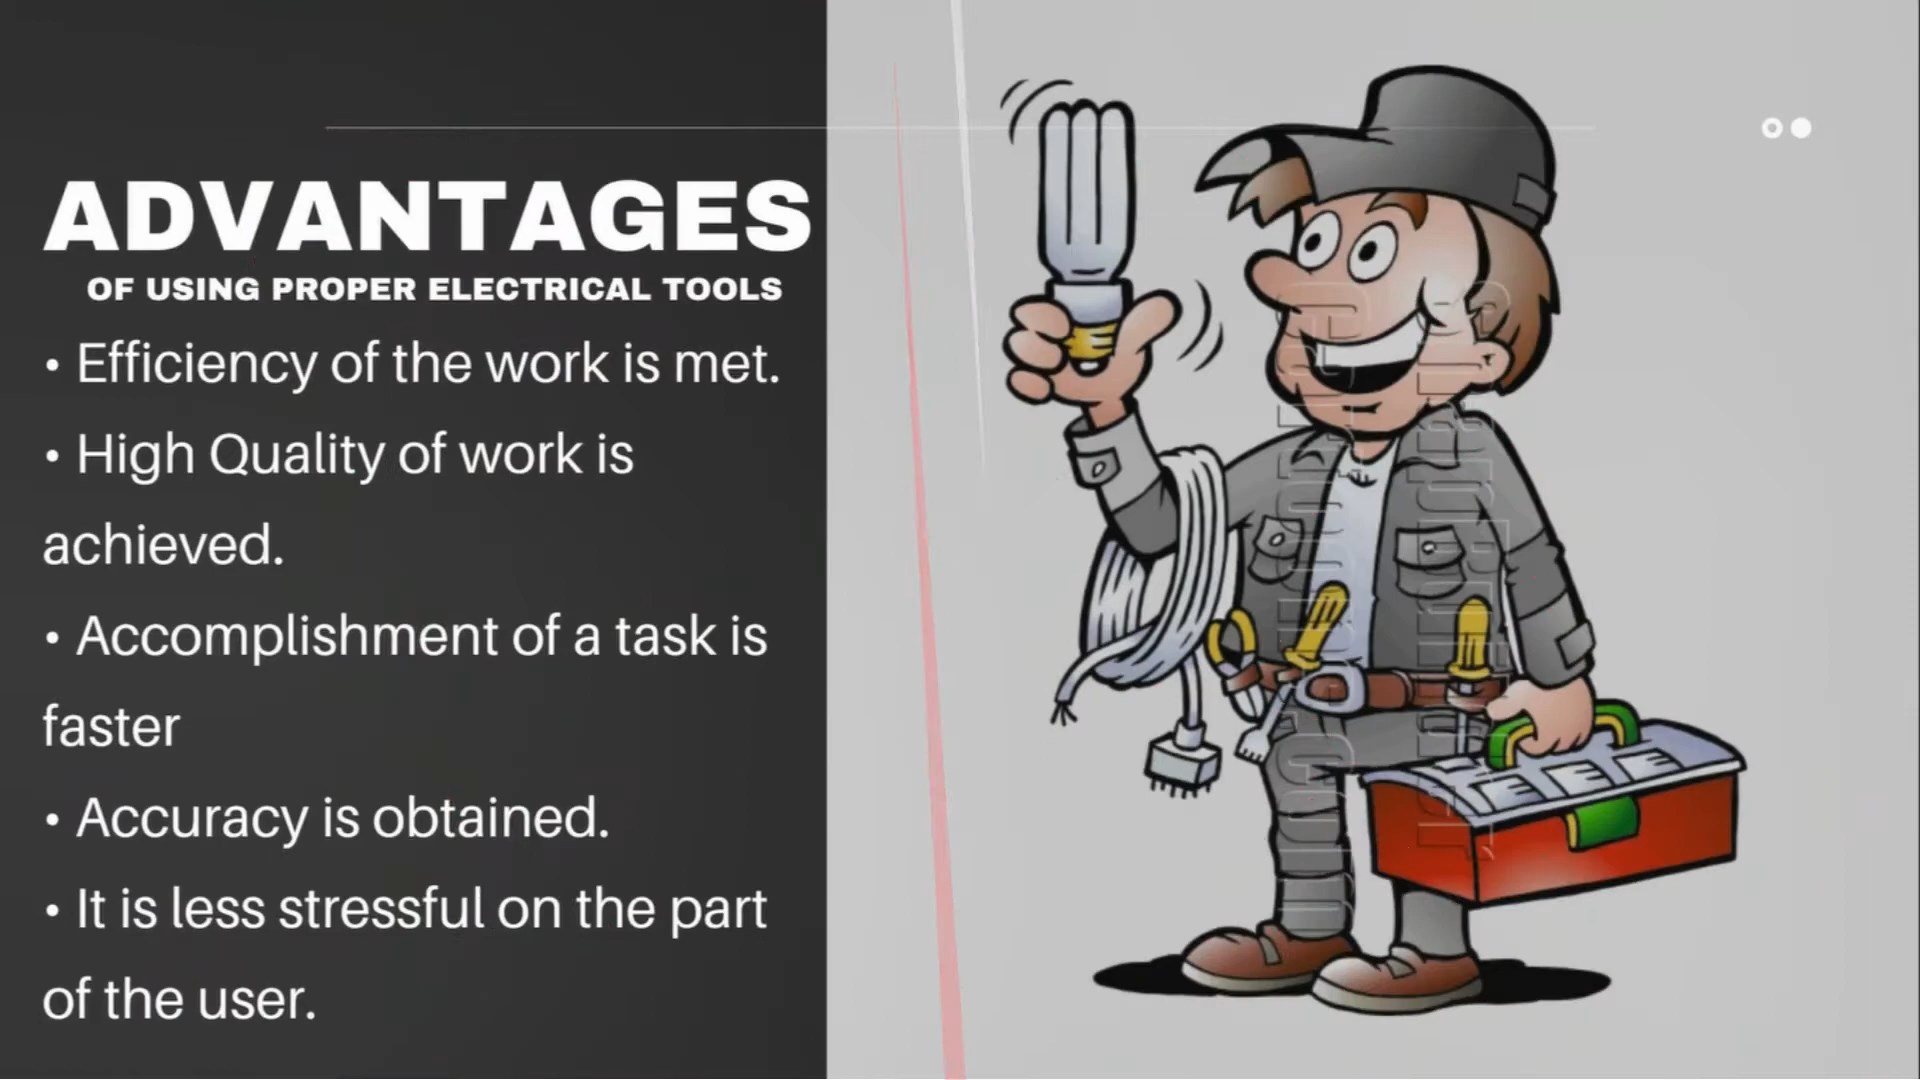 ADVANTAGES
OF USING PROPER ELECTRICAL TOOLS
• Efficiency of the work is met.
• High Quality of work is
achieved.
• Accomplishment of a task is
faster
• Accuracy is obtained.
• It is less stressful on the part
of the user.